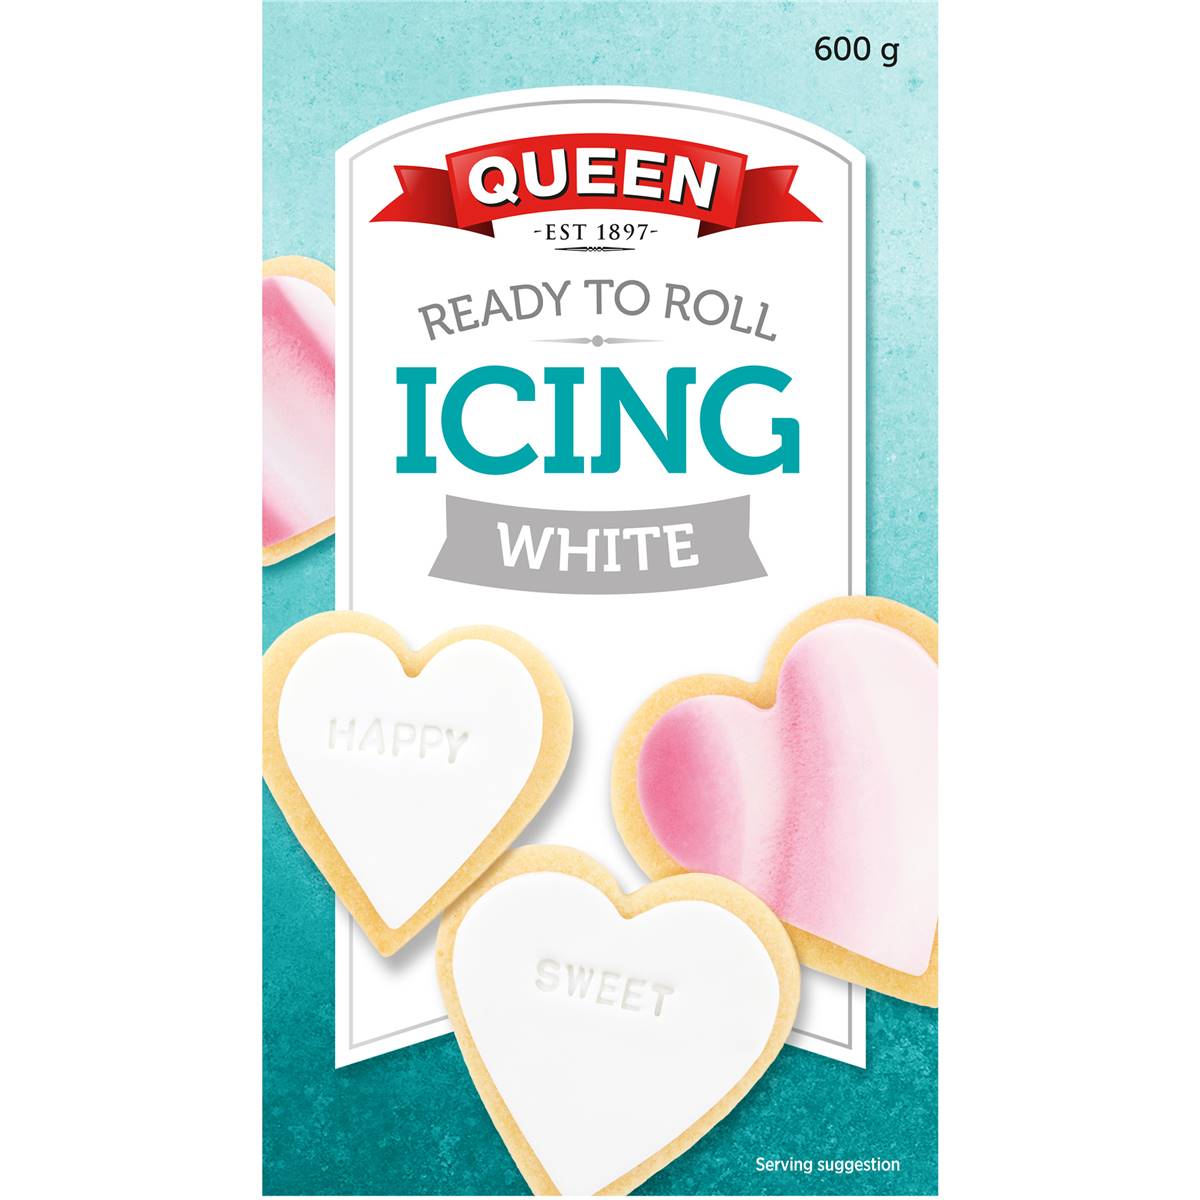 600 g
QUEEN
-EST 1897-
READY TO ROLL
ICING
WHITE
HAPPY
SWEET
Serving suggestion